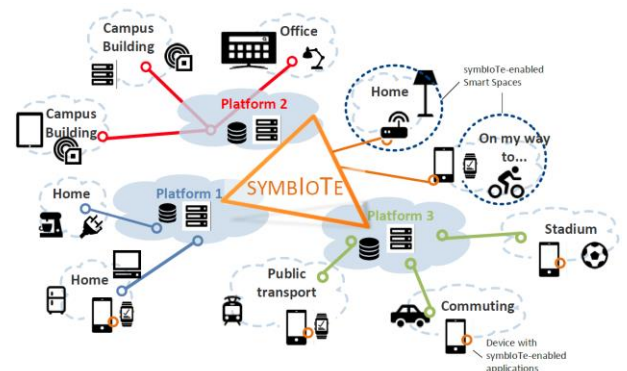 Campus
Building
Office
symbIoTe-enabled
Smart Spaces
Platform 2
Home
Campus
Building
On my way
to...
SYMBIOTE
Home
Platform 1
Platform 3
Stadium
Home
Public
transport
Commuting
Device with
symbIoTe-enabled
applications